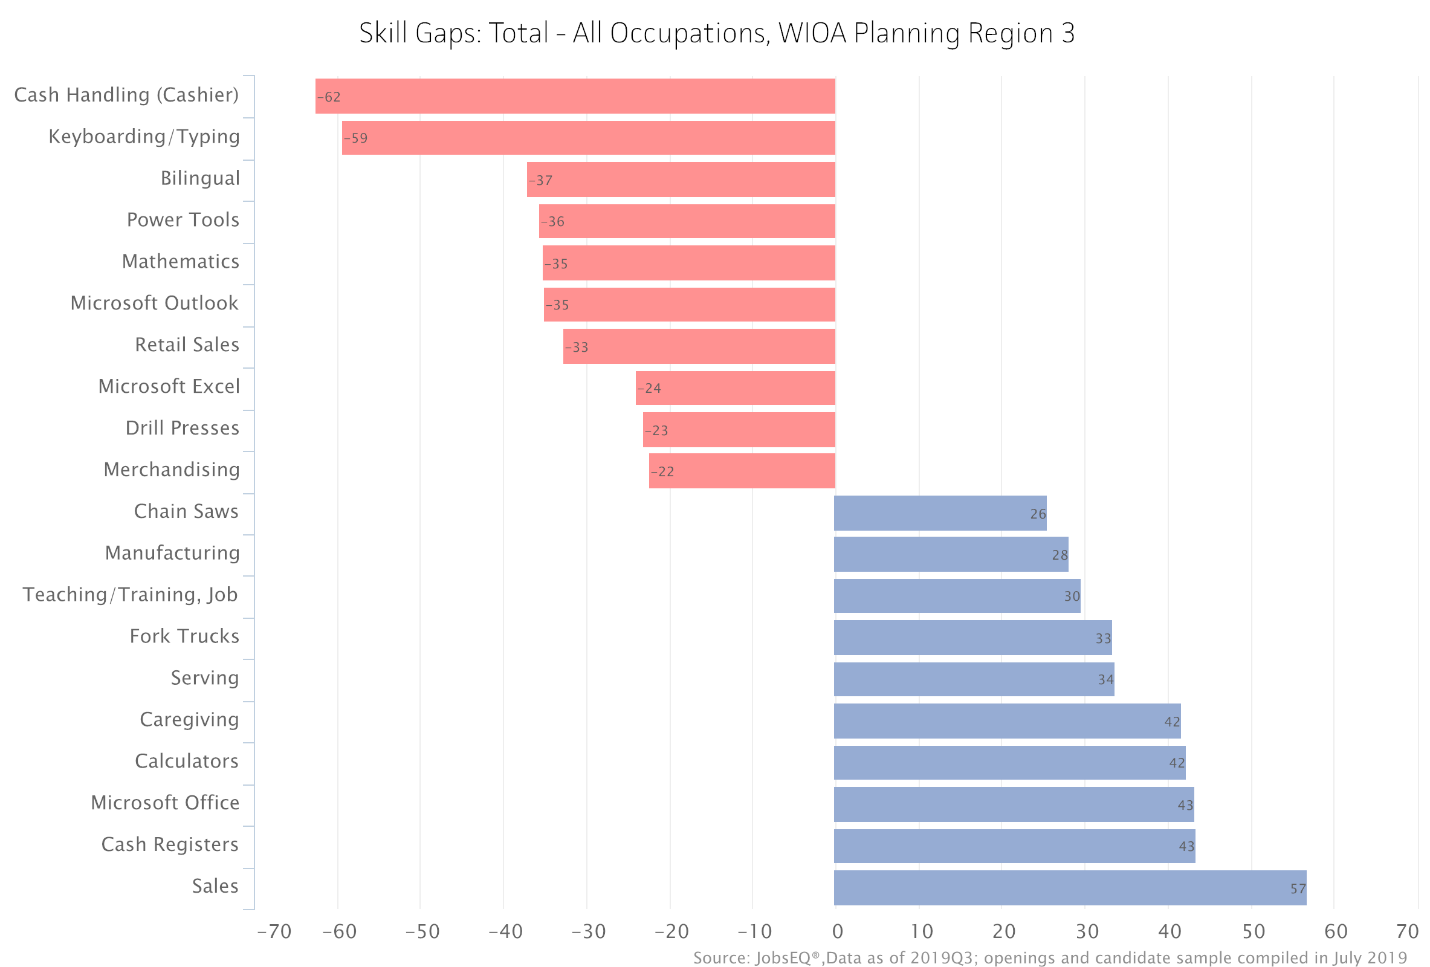 Skill Gaps: Total - All Occupations, WIOA Planning Region 3
Cash Handling (Cashier) -62
Keyboarding/Typing -59
Bilingual -37
Power Tools -36
Mathematics -35
Microsoft Outlook -35
Retail Sales -33
Microsoft Excel -24
Drill Presses -23
Merchandising -22
Chain Saws 26
Manufacturing 28
Teaching/Training, Job 30
Fork Trucks 33
Serving 34
Caregiving 42
Calculators 42
Microsoft Office 43
Cash Registers 43
Sales 57
-70 -60 -50 -40 -30 -20 -10 0 10 20 30 40 50 60 70
Source: JobsEQ®,Data as of 2019Q3; openings and candidate sample compiled in July 2019